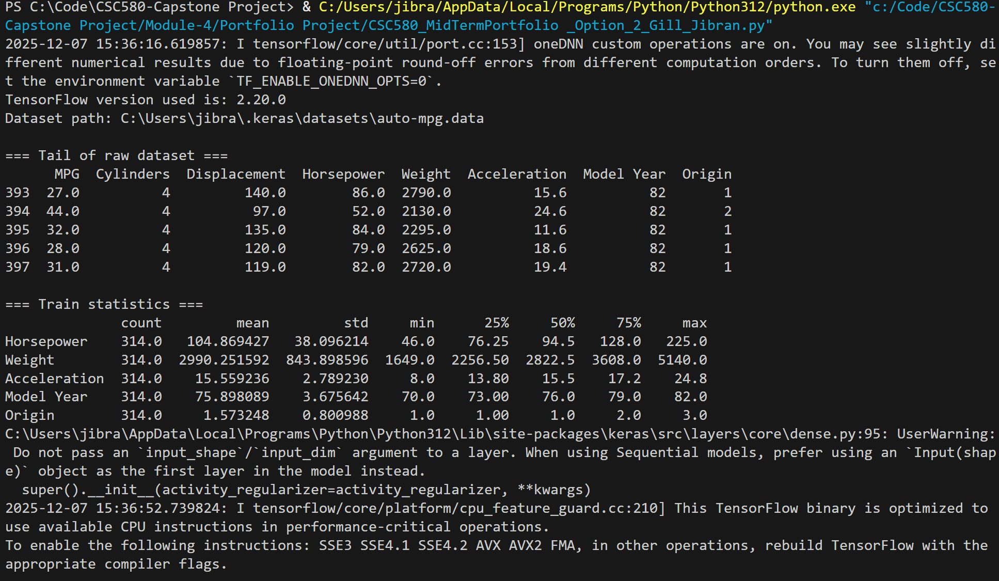 PS C:\Code\CSC580-Capstone Project> & C:/Users/jibra/AppData/Local/Programs/Python/Python312/python.exe "c:/Code/CSC580-
Capstone Project/Module-4/Portfolio Project/CSC580_MidTermPortfolio _Option_2_Gill_Jibran.py"
2025-12-07 15:36:16.619857: I tensorflow/core/util/port.cc:153] oneDNN custom operations are on. You may see slightly di
fferent numerical results due to floating-point round-off errors from different computation orders. To turn them off, se
t the environment variable `TF_ENABLE_ONEDNN_OPTS=0`.
TensorFlow version used is: 2.20.0
Dataset path: C:\Users\jibra\.keras\datasets\auto-mpg.data

=== Tail of raw dataset ===
      MPG  Cylinders  Displacement  Horsepower  Weight  Acceleration  Model Year  Origin
393  27.0          4         140.0        86.0  2790.0          15.6          82       1
394  44.0          4          97.0        52.0  2130.0          24.6          82       2
395  32.0          4         135.0        84.0  2295.0          11.6          82       1
396  28.0          4         120.0        79.0  2625.0          18.6          82       1
397  31.0          4         119.0        82.0  2720.0          19.4          82       1

=== Train statistics ===
              count         mean         std     min      25%     50%     75%     max
Horsepower    314.0   104.869427   38.096214    46.0    76.25    94.5   128.0   225.0
Weight        314.0  2990.251592  843.898596  1649.0  2256.50  2822.5  3608.0  5140.0
Acceleration  314.0    15.559236    2.789230     8.0    13.80    15.5    17.2    24.8
Model Year    314.0    75.898089    3.675642    70.0    73.00    76.0    79.0    82.0
Origin        314.0     1.573248    0.800988     1.0     1.00     1.0     2.0     3.0
C:\Users\jibra\AppData\Local\Programs\Python\Python312\Lib\site-packages\keras\src\layers\core\dense.py:95: UserWarning:
 Do not pass an `input_shape`/`input_dim` argument to a layer. When using Sequential models, prefer using an `Input(shap
e)` object as the first layer in the model instead.
  super().__init__(activity_regularizer=activity_regularizer, **kwargs)
2025-12-07 15:36:52.739824: I tensorflow/core/platform/cpu_feature_guard.cc:210] This TensorFlow binary is optimized to
use available CPU instructions in performance-critical operations.
To enable the following instructions: SSE3 SSE4.1 SSE4.2 AVX AVX2 FMA, in other operations, rebuild TensorFlow with the
appropriate compiler flags.